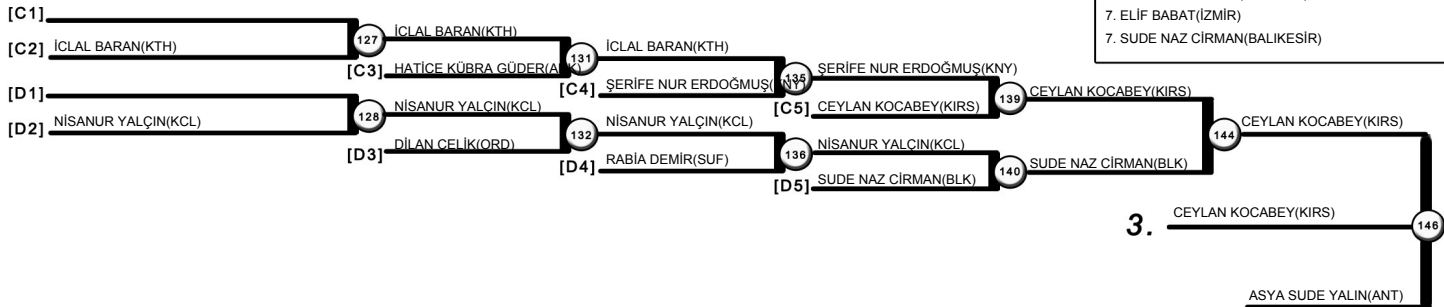 [C1]
7. ELİF BABAT(İZMİR)
7. SUDE NAZ CİRMAN(BALIKESİR)
[C2] İCLAL BARAN(KTH)
127 İCLAL BARAN(KTH)
[C3] HATİCE KÜBRA GÜDER(ANK)
131 İCLAL BARAN(KTH)
[C4] ŞERİFE NUR ERDOĞMUŞ(KNY)
135 ŞERİFE NUR ERDOĞMUŞ(KNY)
[C5] CEYLAN KOCABEY(KIRS)
139 CEYLAN KOCABEY(KIRS)
[D1]
[D2] NİSANUR YALÇIN(KCL)
128 NİSANUR YALÇIN(KCL)
[D3] DİLAN ÇELİK(ORD)
132 NİSANUR YALÇIN(KCL)
[D4] RABİA DEMİR(SUF)
136 NİSANUR YALÇIN(KCL)
[D5] SUDE NAZ CİRMAN(BLK)
140 SUDE NAZ CİRMAN(BLK)
144 CEYLAN KOCABEY(KIRS)
3. CEYLAN KOCABEY(KIRS)
146
ASYA SUDE YALIN(ANT)